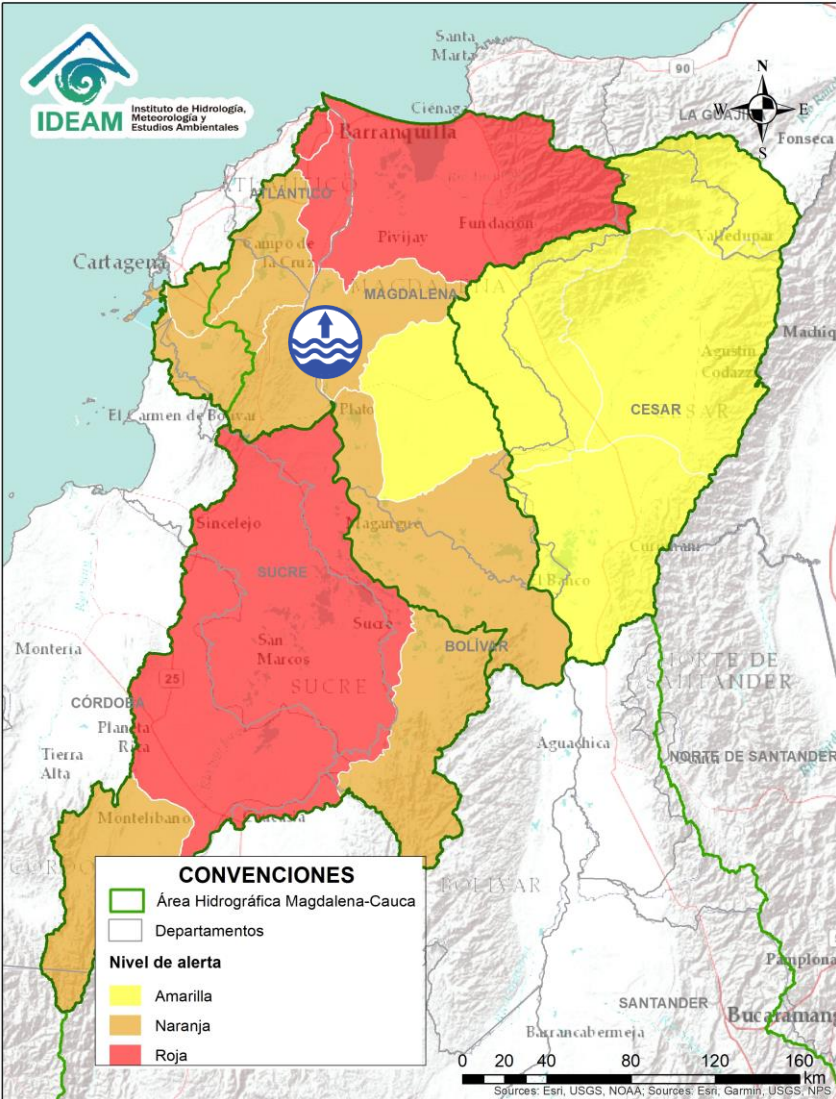 IDEAM
Instituto de Hidrología,
Meteorología y
Estudios Ambientales
Santa
Marta
90
N
W
E
S
Ciénaga
LA GUAJIRA
Fonseca
Barranquilla
ATLÁNTICO
Pivijay
Fundación
Valledupar
Cartagena
Campo de
la Cruz
MAGDALENA
Agustín
Codazzi
CESAR
El Carmen de Bolívar
Plato
Sincelejo
Magangue
SUCRE
El Banco
Sucre
BOLÍVAR
Montería
San
Marcos
SUCRE
NORTE DE
SANTANDER
25
CÓRDOBA
Planeta
Rica
Tierra
Alta
Aguachica
NORTE DE SANTANDER
Montelibano
BOLÍVAR
CONVENCIONES
Área Hidrográfica Magdalena-Cauca
Departamentos
Nivel de alerta
Amarilla
Naranja
Roja
Pamplona
SANTANDER
Bucaramang
Barrancabermeja
0 20 40 80 120 160
km
Sources: Esri, USGS, NOAA; Sources: Esri, Garmin, USGS, NPS